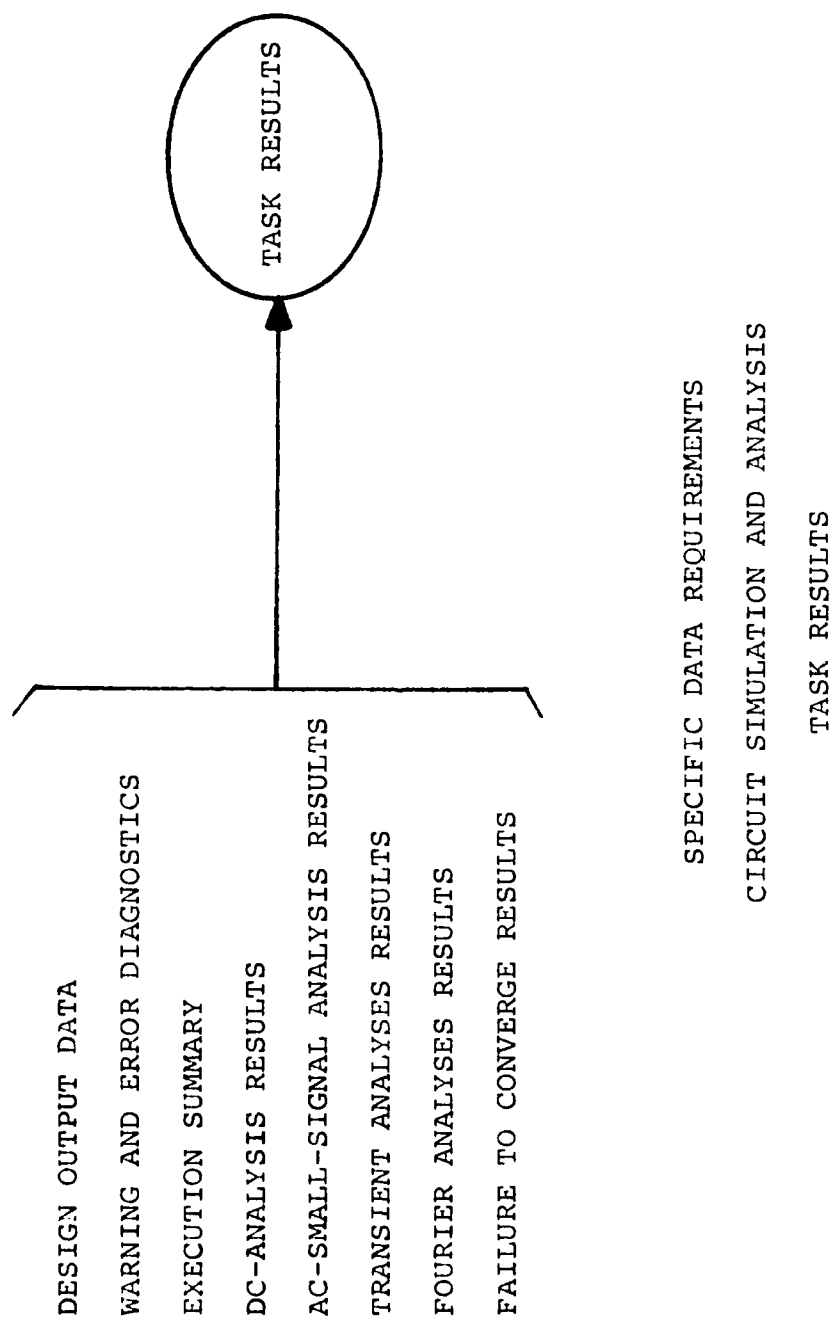 DESIGN OUTPUT DATA
WARNING AND ERROR DIAGNOSTICS
EXECUTION SUMMARY
DC-ANALYSIS RESULTS
AC-SMALL-SIGNAL ANALYSIS RESULTS
TRANSIENT ANALYSES RESULTS
FOURIER ANALYSES RESULTS
FAILURE TO CONVERGE RESULTS
TASK RESULTS
SPECIFIC DATA REQUIREMENTS
CIRCUIT SIMULATION AND ANALYSIS
TASK RESULTS